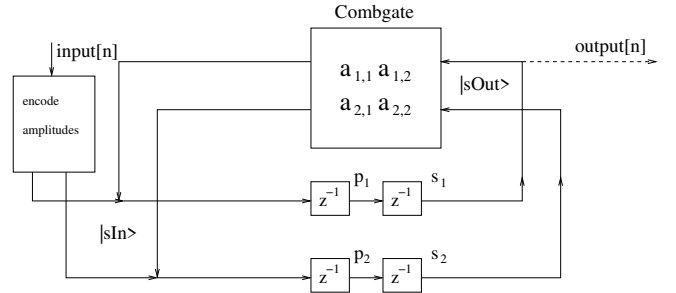 Combgate
input[n]
output[n]
a 1,1 a 1,2
|sOut>
encode
a 2,1 a 2,2
amplitudes
p1 s1
z⁻¹ z⁻¹
|sIn>
p2 s2
z⁻¹ z⁻¹